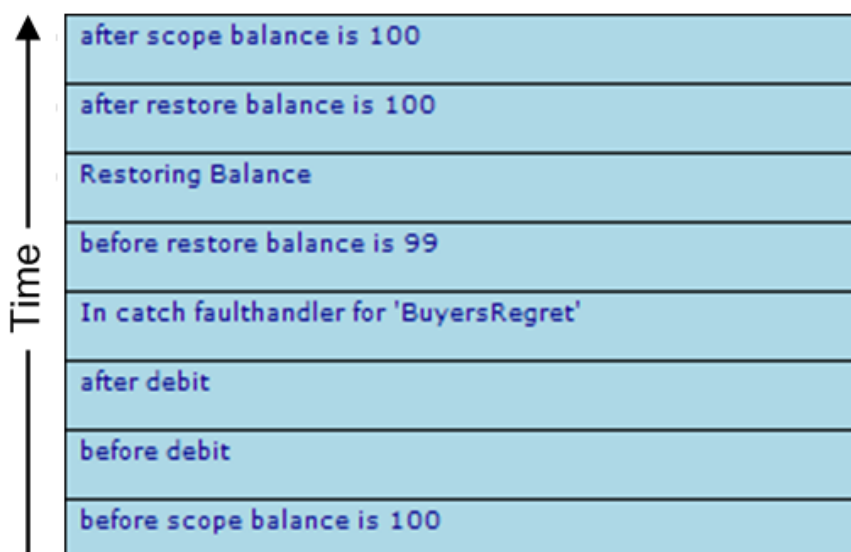 after scope balance is 100
after restore balance is 100
Restoring Balance
before restore balance is 99
In catch faulthandler for 'BuyersRegret'
after debit
before debit
before scope balance is 100
Time